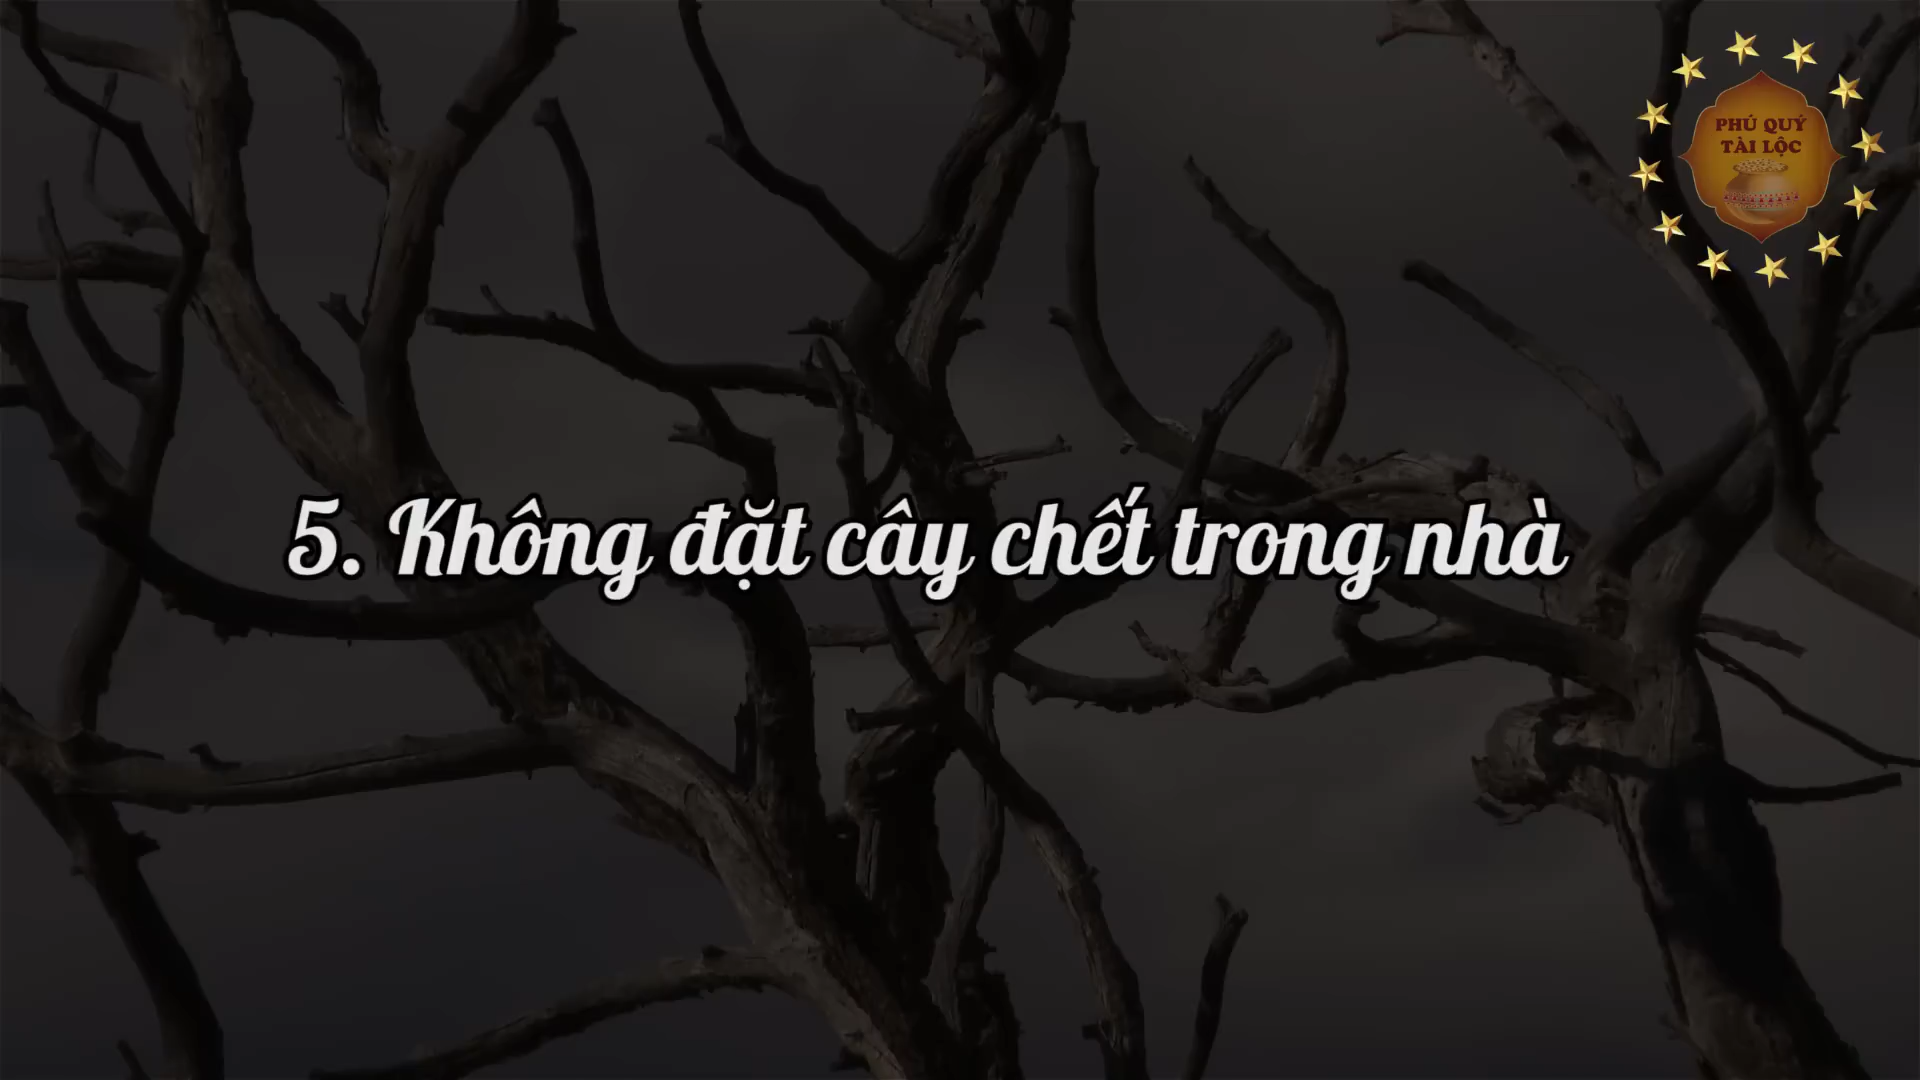 PHÚ QUÝ
TÀI LỘC
5. Không đặt cây chết trong nhà